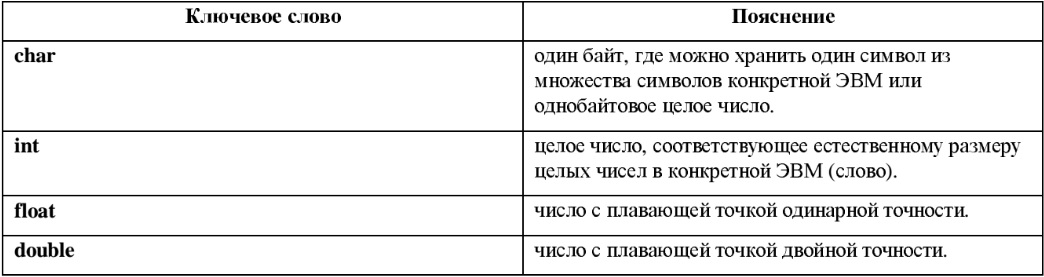 Ключевое слово Пояснение
char один байт, где можно хранить один символ из
множества символов конкретной ЭВМ или
однобайтовое целое число.
int целое число, соответствующее естественному размеру
целых чисел в конкретной ЭВМ (слово).
float число с плавающей точкой одинарной точности.
double число с плавающей точкой двойной точности.